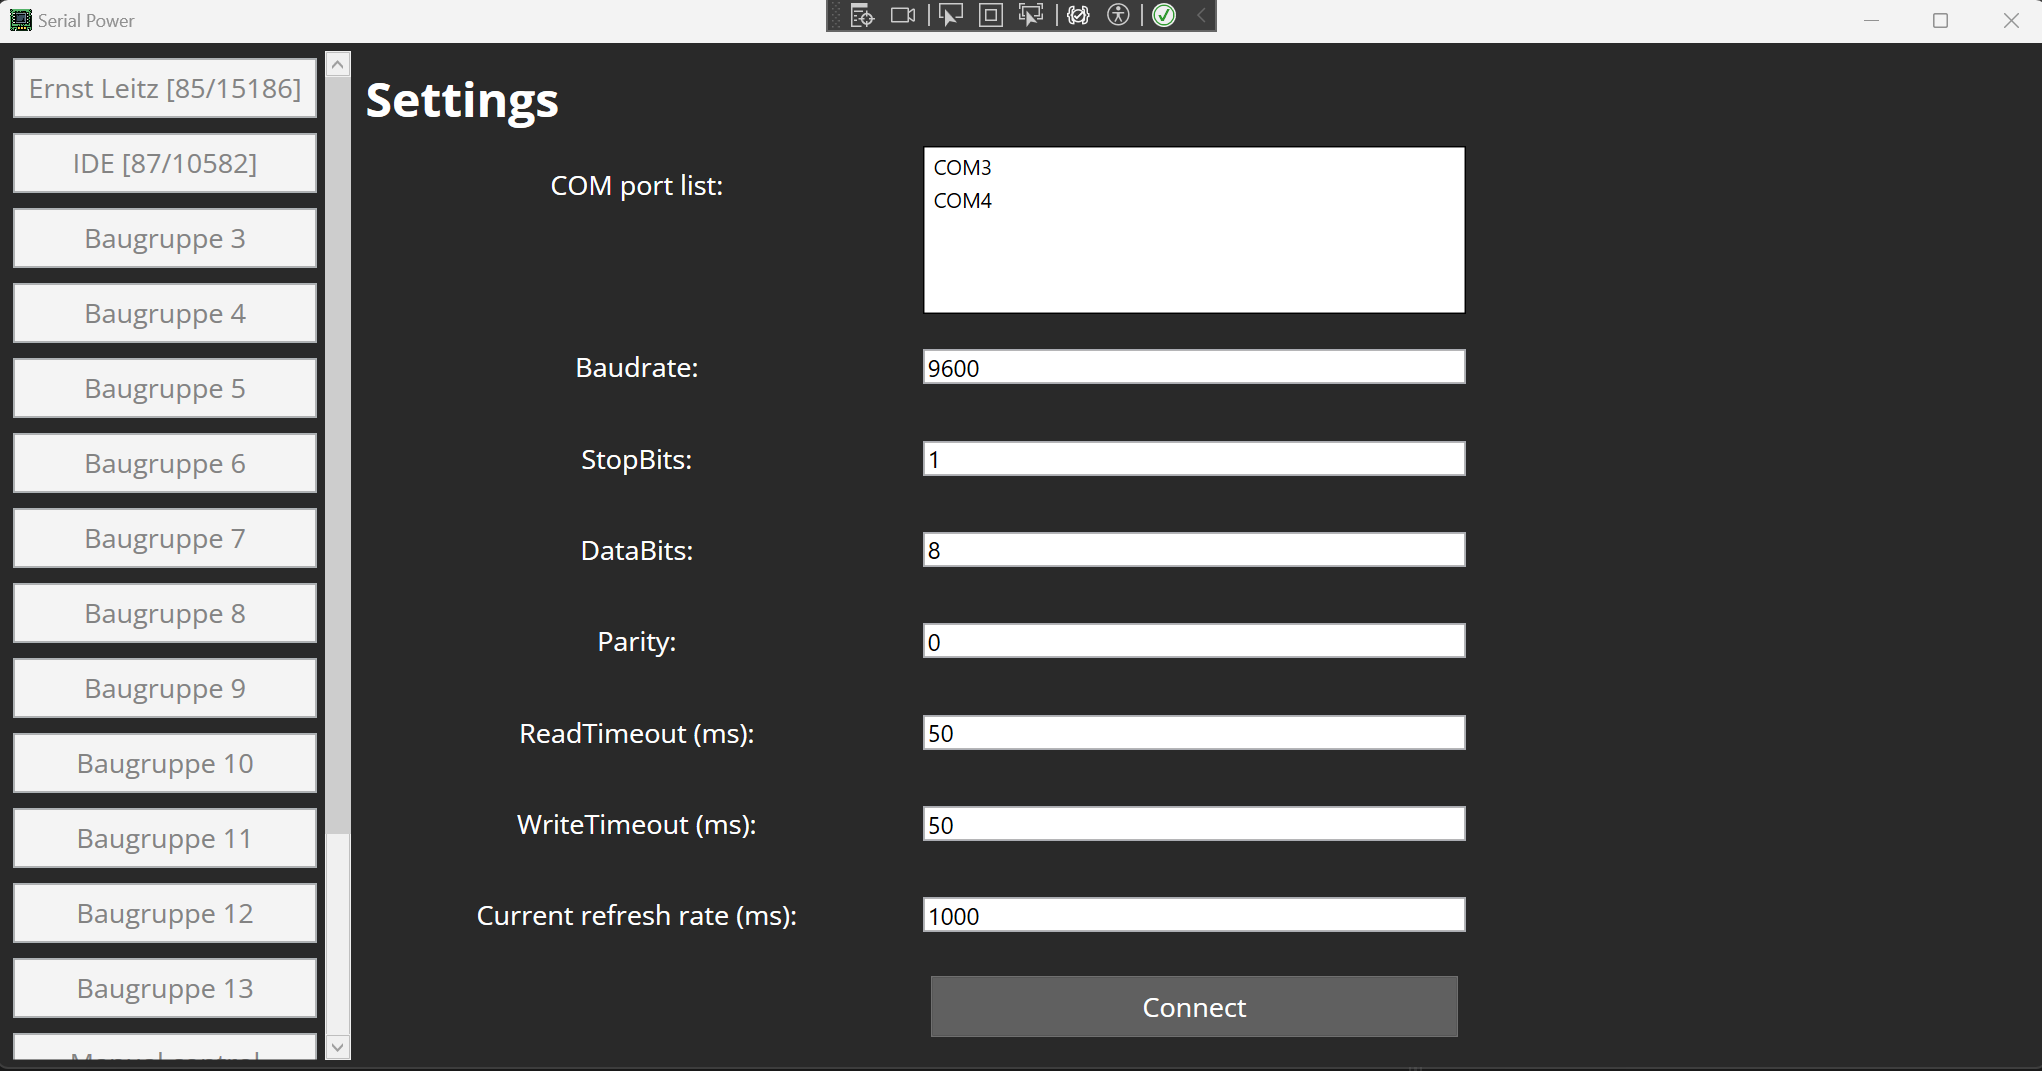 Serial Power
Ernst Leitz [85/15186]
IDE [87/10582]
Baugruppe 3
Baugruppe 4
Baugruppe 5
Baugruppe 6
Baugruppe 7
Baugruppe 8
Baugruppe 9
Baugruppe 10
Baugruppe 11
Baugruppe 12
Baugruppe 13
Manual control
Settings
COM port list:
COM3
COM4
Baudrate:
9600
StopBits:
1
DataBits:
8
Parity:
0
ReadTimeout (ms):
50
WriteTimeout (ms):
50
Current refresh rate (ms):
1000
Connect